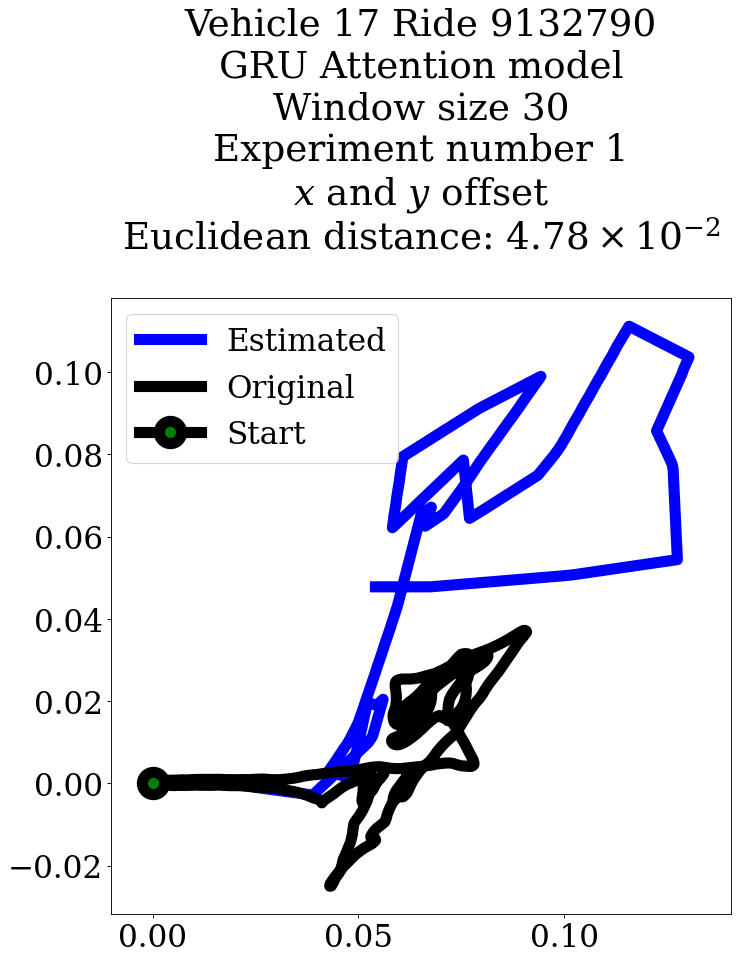 Vehicle 17 Ride 9132790
GRU Attention model
Window size 30
Experiment number 1
x and y offset
Euclidean distance: 4.78 × 10⁻²
Estimated
Original
Start
0.10
0.08
0.06
0.04
0.02
0.00
−0.02
0.00 0.05 0.10